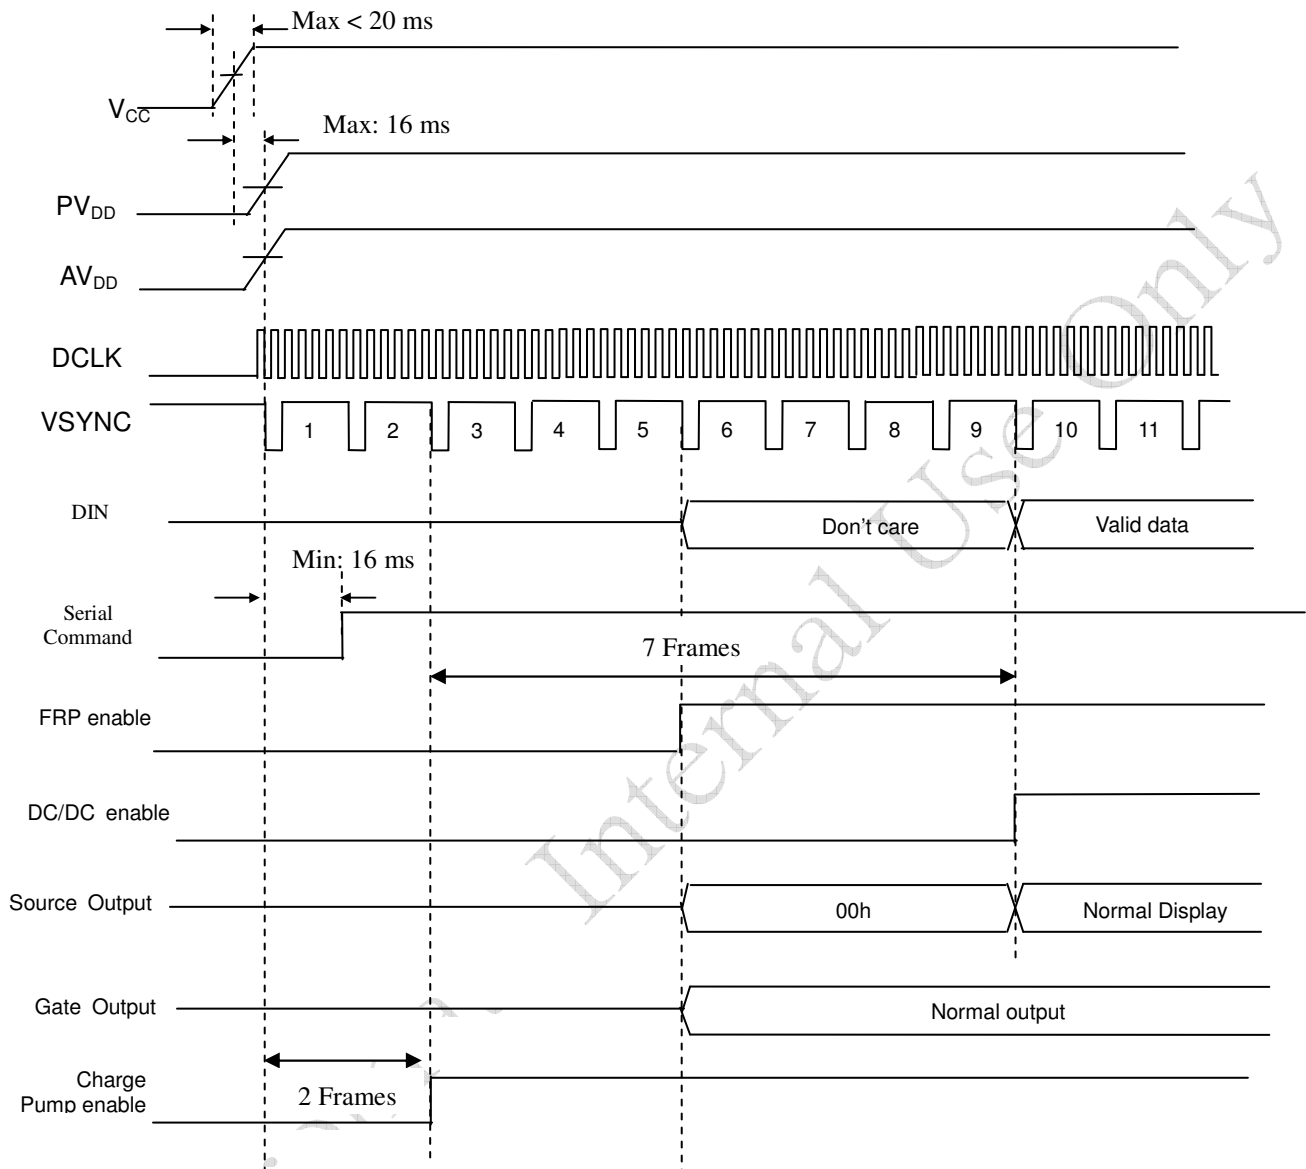 Max < 20 ms
VCC
Max: 16 ms
PVDD
AVDD
DCLK
VSYNC
1 2 3 4 5 6 7 8 9 10 11
DIN
Don't care
Valid data
Min: 16 ms
Serial
Command
7 Frames
FRP enable
DC/DC enable
Source Output
00h
Normal Display
Gate Output
Normal output
Charge
Pump enable
2 Frames
Internal Use Only